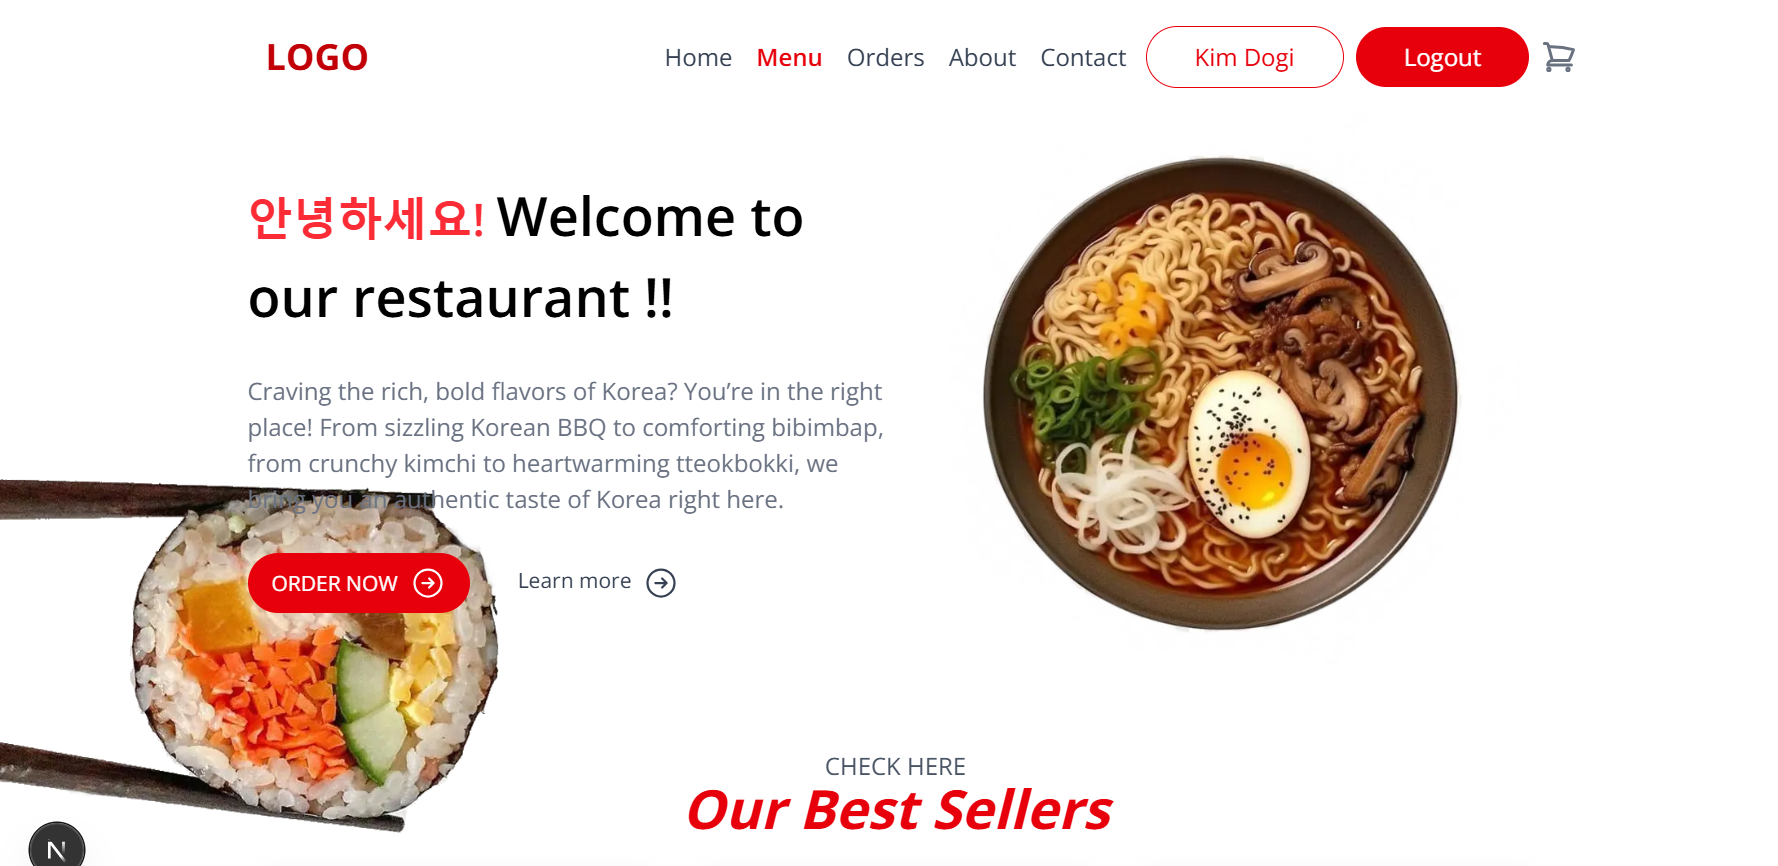 LOGO
Home Menu Orders About Contact Kim Dogi Logout
안녕하세요! Welcome to
our restaurant !!
Craving the rich, bold flavors of Korea? You’re in the right
place! From sizzling Korean BBQ to comforting bibimbap,
from crunchy kimchi to heartwarming tteokbokki, we
bring you an authentic taste of Korea right here.
ORDER NOW
Learn more
CHECK HERE
Our Best Sellers
N